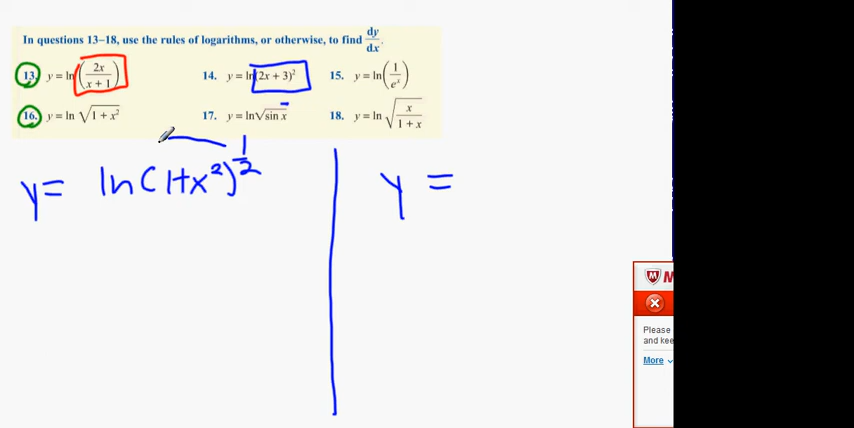 In questions 13–18, use the rules of logarithms, or otherwise, to find dy/dx.
13. y = ln(2x/(x + 1)) 14. y = ln(2x + 3)² 15. y = ln(1/eˣ)
16. y = ln √(1 + x²) 17. y = ln√(sin x) 18. y = ln √(x/(1 + x))
y = ln(1+x²)^(1/2) y =
M
Please
and kee
More